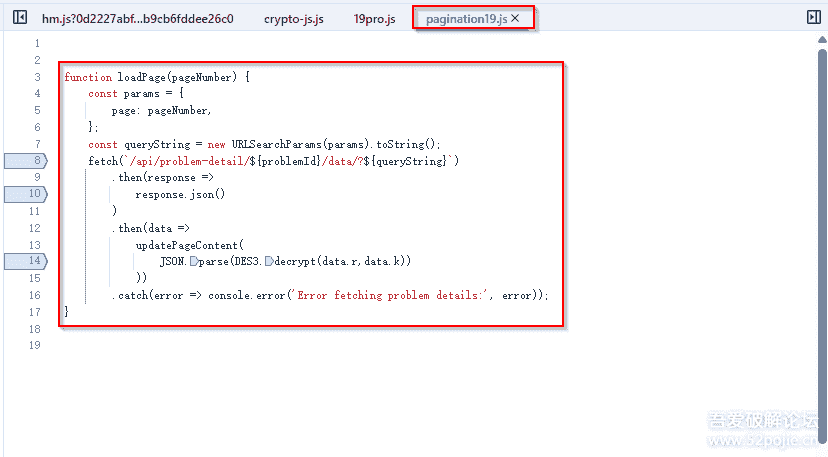 hm.js?0d2227abf...b9cb6fddee26c0 crypto-js.js 19pro.js pagination19.js ×
1
2
3 function loadPage(pageNumber) {
4 const params = {
5 page: pageNumber,
6 };
7 const queryString = new URLSearchParams(params).toString();
8 fetch(`/api/problem-detail/${problemId}/data/?${queryString}`)
9 .then(response =>
10 response.json()
11 )
12 .then(data =>
13 updatePageContent(
14 JSON.parse(DES3.decrypt(data.r,data.k))
15 ))
16 .catch(error => console.error('Error fetching problem details:', error));
17 }
18
19
吾爱破解论坛
www.52pojie.cn